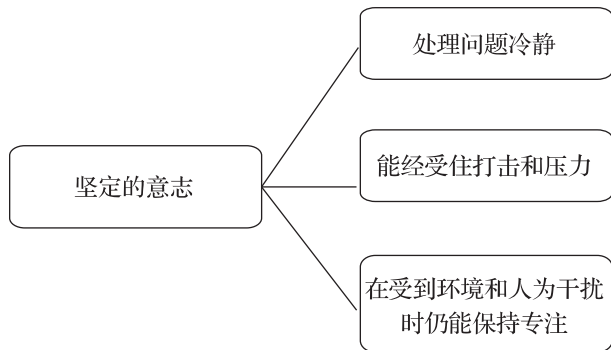 处理问题冷静
能经受住打击和压力
坚定的意志
在受到环境和人为干扰
时仍能保持专注